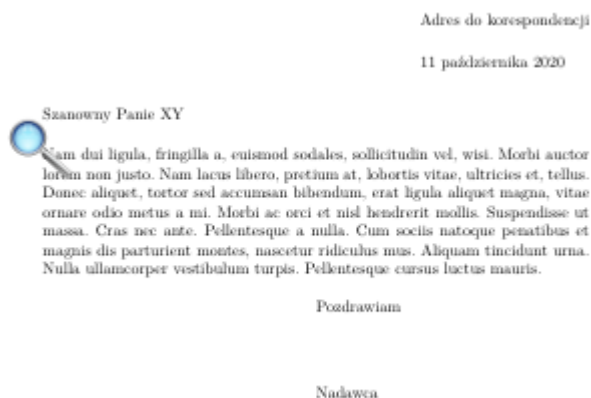 Adres do korespondencji
11 października 2020
Szanowny Panie XY
Nam dui ligula, fringilla a, euismod sodales, sollicitudin vel, wisi. Morbi auctor
lorem non justo. Nam lacus libero, pretium at, lobortis vitae, ultricies et, tellus.
Donec aliquet, tortor sed accumsan bibendum, erat ligula aliquet magna, vitae
ornare odio metus a mi. Morbi ac orci et nisl hendrerit mollis. Suspendisse ut
massa. Cras nec ante. Pellentesque a nulla. Cum sociis natoque penatibus et
magnis dis parturient montes, nascetur ridiculus mus. Aliquam tincidunt urna.
Nulla ullamcorper vestibulum turpis. Pellentesque cursus luctus mauris.
Pozdrawiam
Nadawca